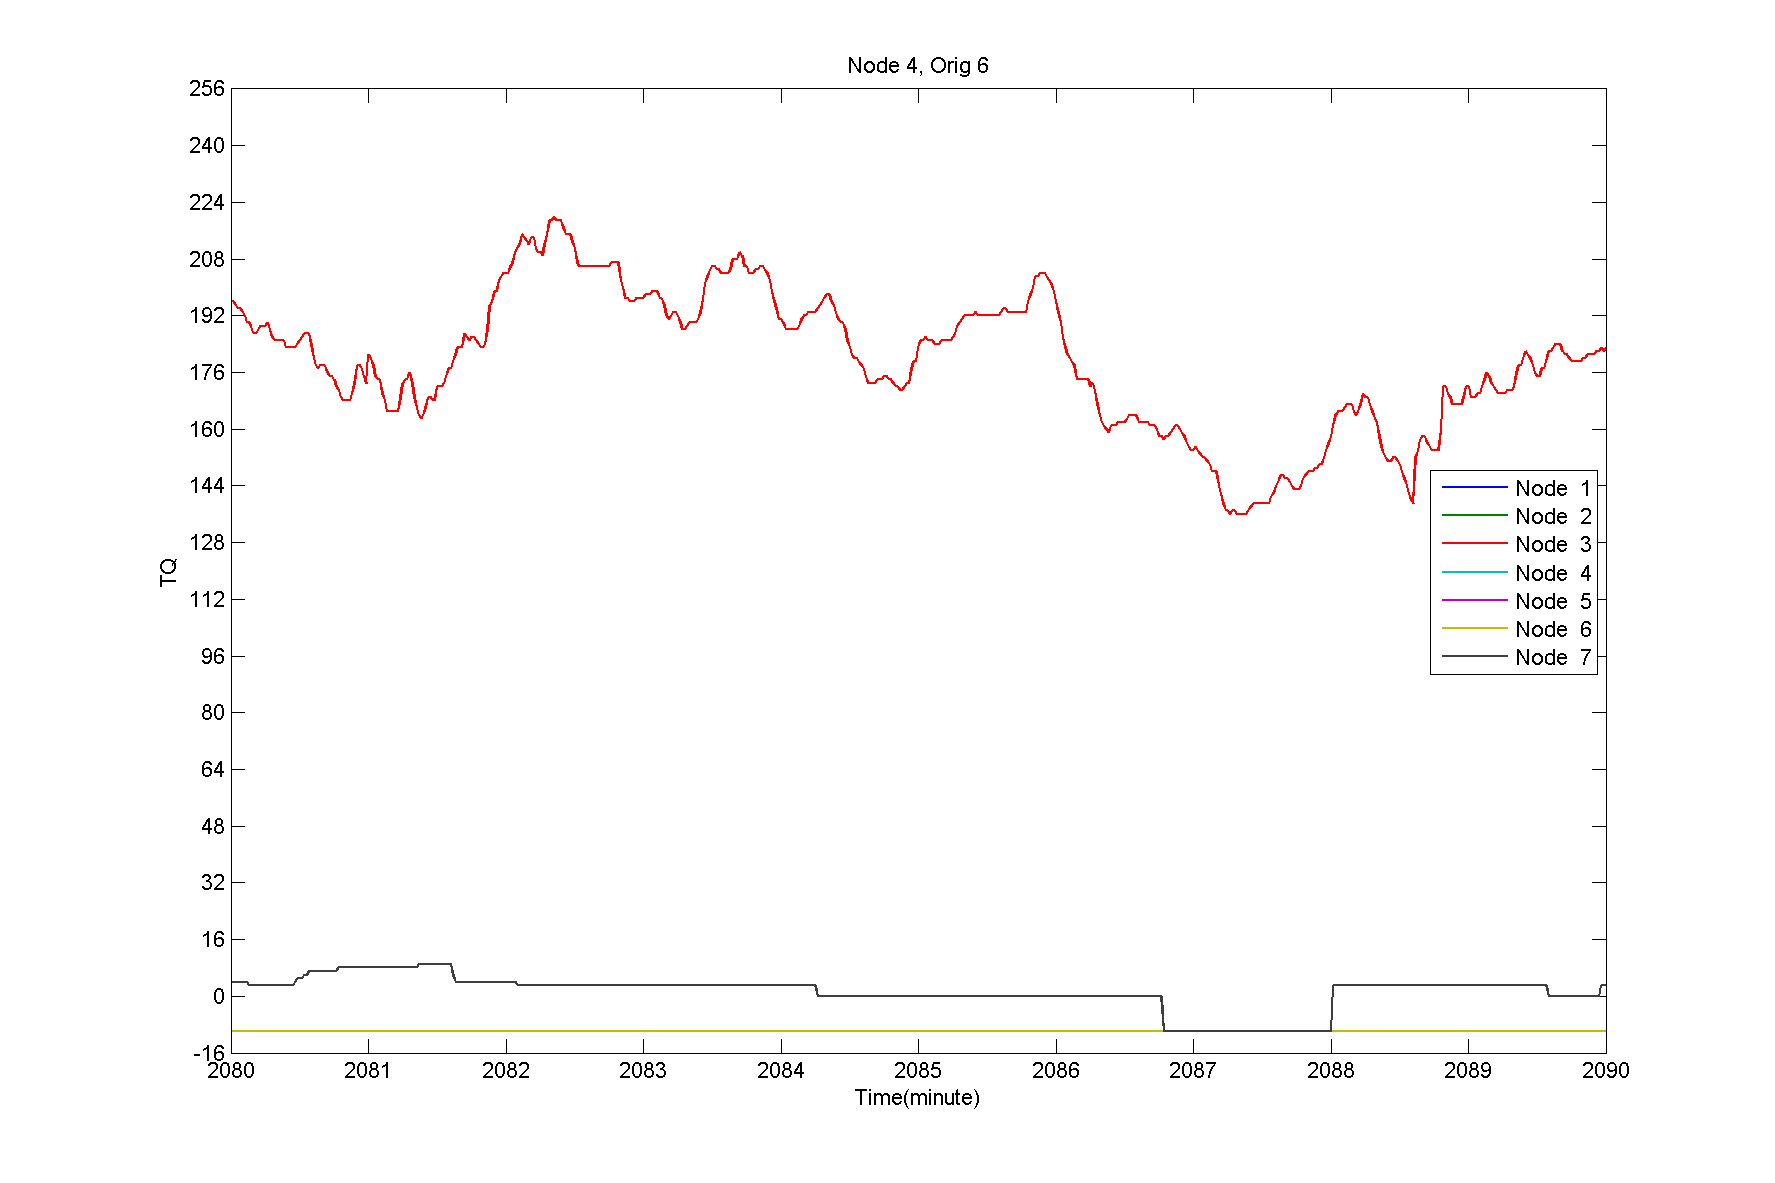 Node 4, Orig 6
256
240
224
208
192
176
160
144
128
112
96
80
64
48
32
16
0
-16
TQ
Node 1
Node 2
Node 3
Node 4
Node 5
Node 6
Node 7
2080 2081 2082 2083 2084 2085 2086 2087 2088 2089 2090
Time(minute)